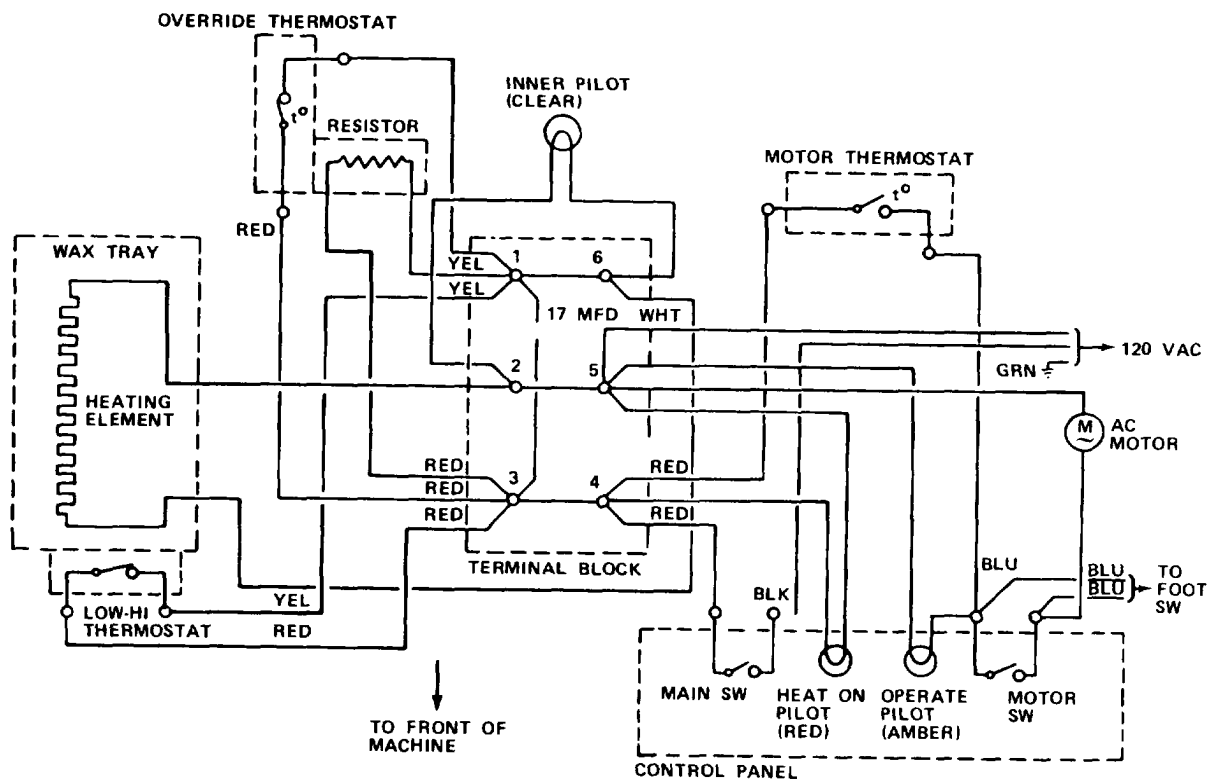 OVERRIDE THERMOSTAT
t°
RESISTOR
INNER PILOT
(CLEAR)
MOTOR THERMOSTAT
t°
RED
WAX TRAY
HEATING
ELEMENT
YEL
YEL
1
6
17 MFD
WHT
2
5
120 VAC
GRN
M
AC
MOTOR
RED
RED
RED
3
4
RED
RED
TERMINAL BLOCK
LOW-HI
THERMOSTAT
YEL
RED
BLK
BLU
BLU
BLU
TO
FOOT
SW
MAIN SW
HEAT ON
PILOT
(RED)
OPERATE
PILOT
(AMBER)
MOTOR
SW
TO FRONT OF
MACHINE
CONTROL PANEL